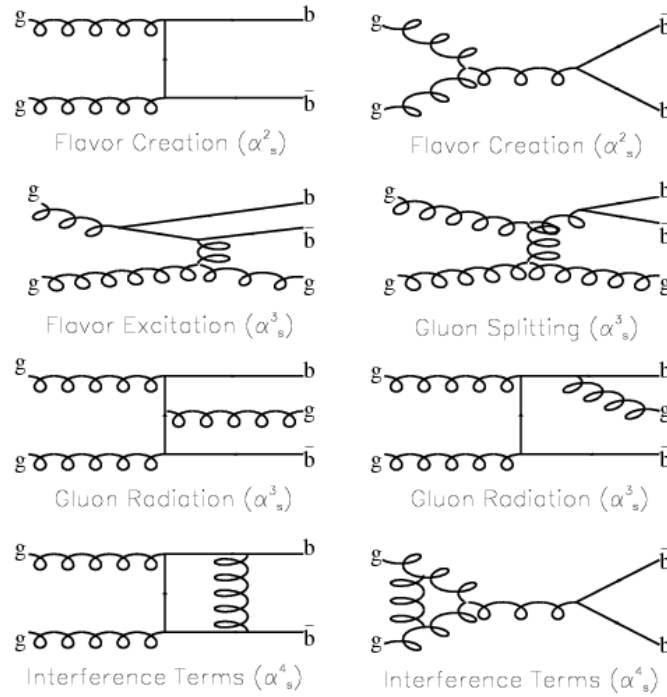 g b g b̄
Flavor Creation (α²ₛ)
g b̄ g b
Flavor Creation (α²ₛ)
g b b̄ g g
Flavor Excitation (α³ₛ)
g b b̄ g g
Gluon Splitting (α³ₛ)
g b g g b̄
Gluon Radiation (α³ₛ)
g b g g b̄
Gluon Radiation (α³ₛ)
g b g b̄
Interference Terms (α⁴ₛ)
g b̄ g b
Interference Terms (α⁴ₛ)